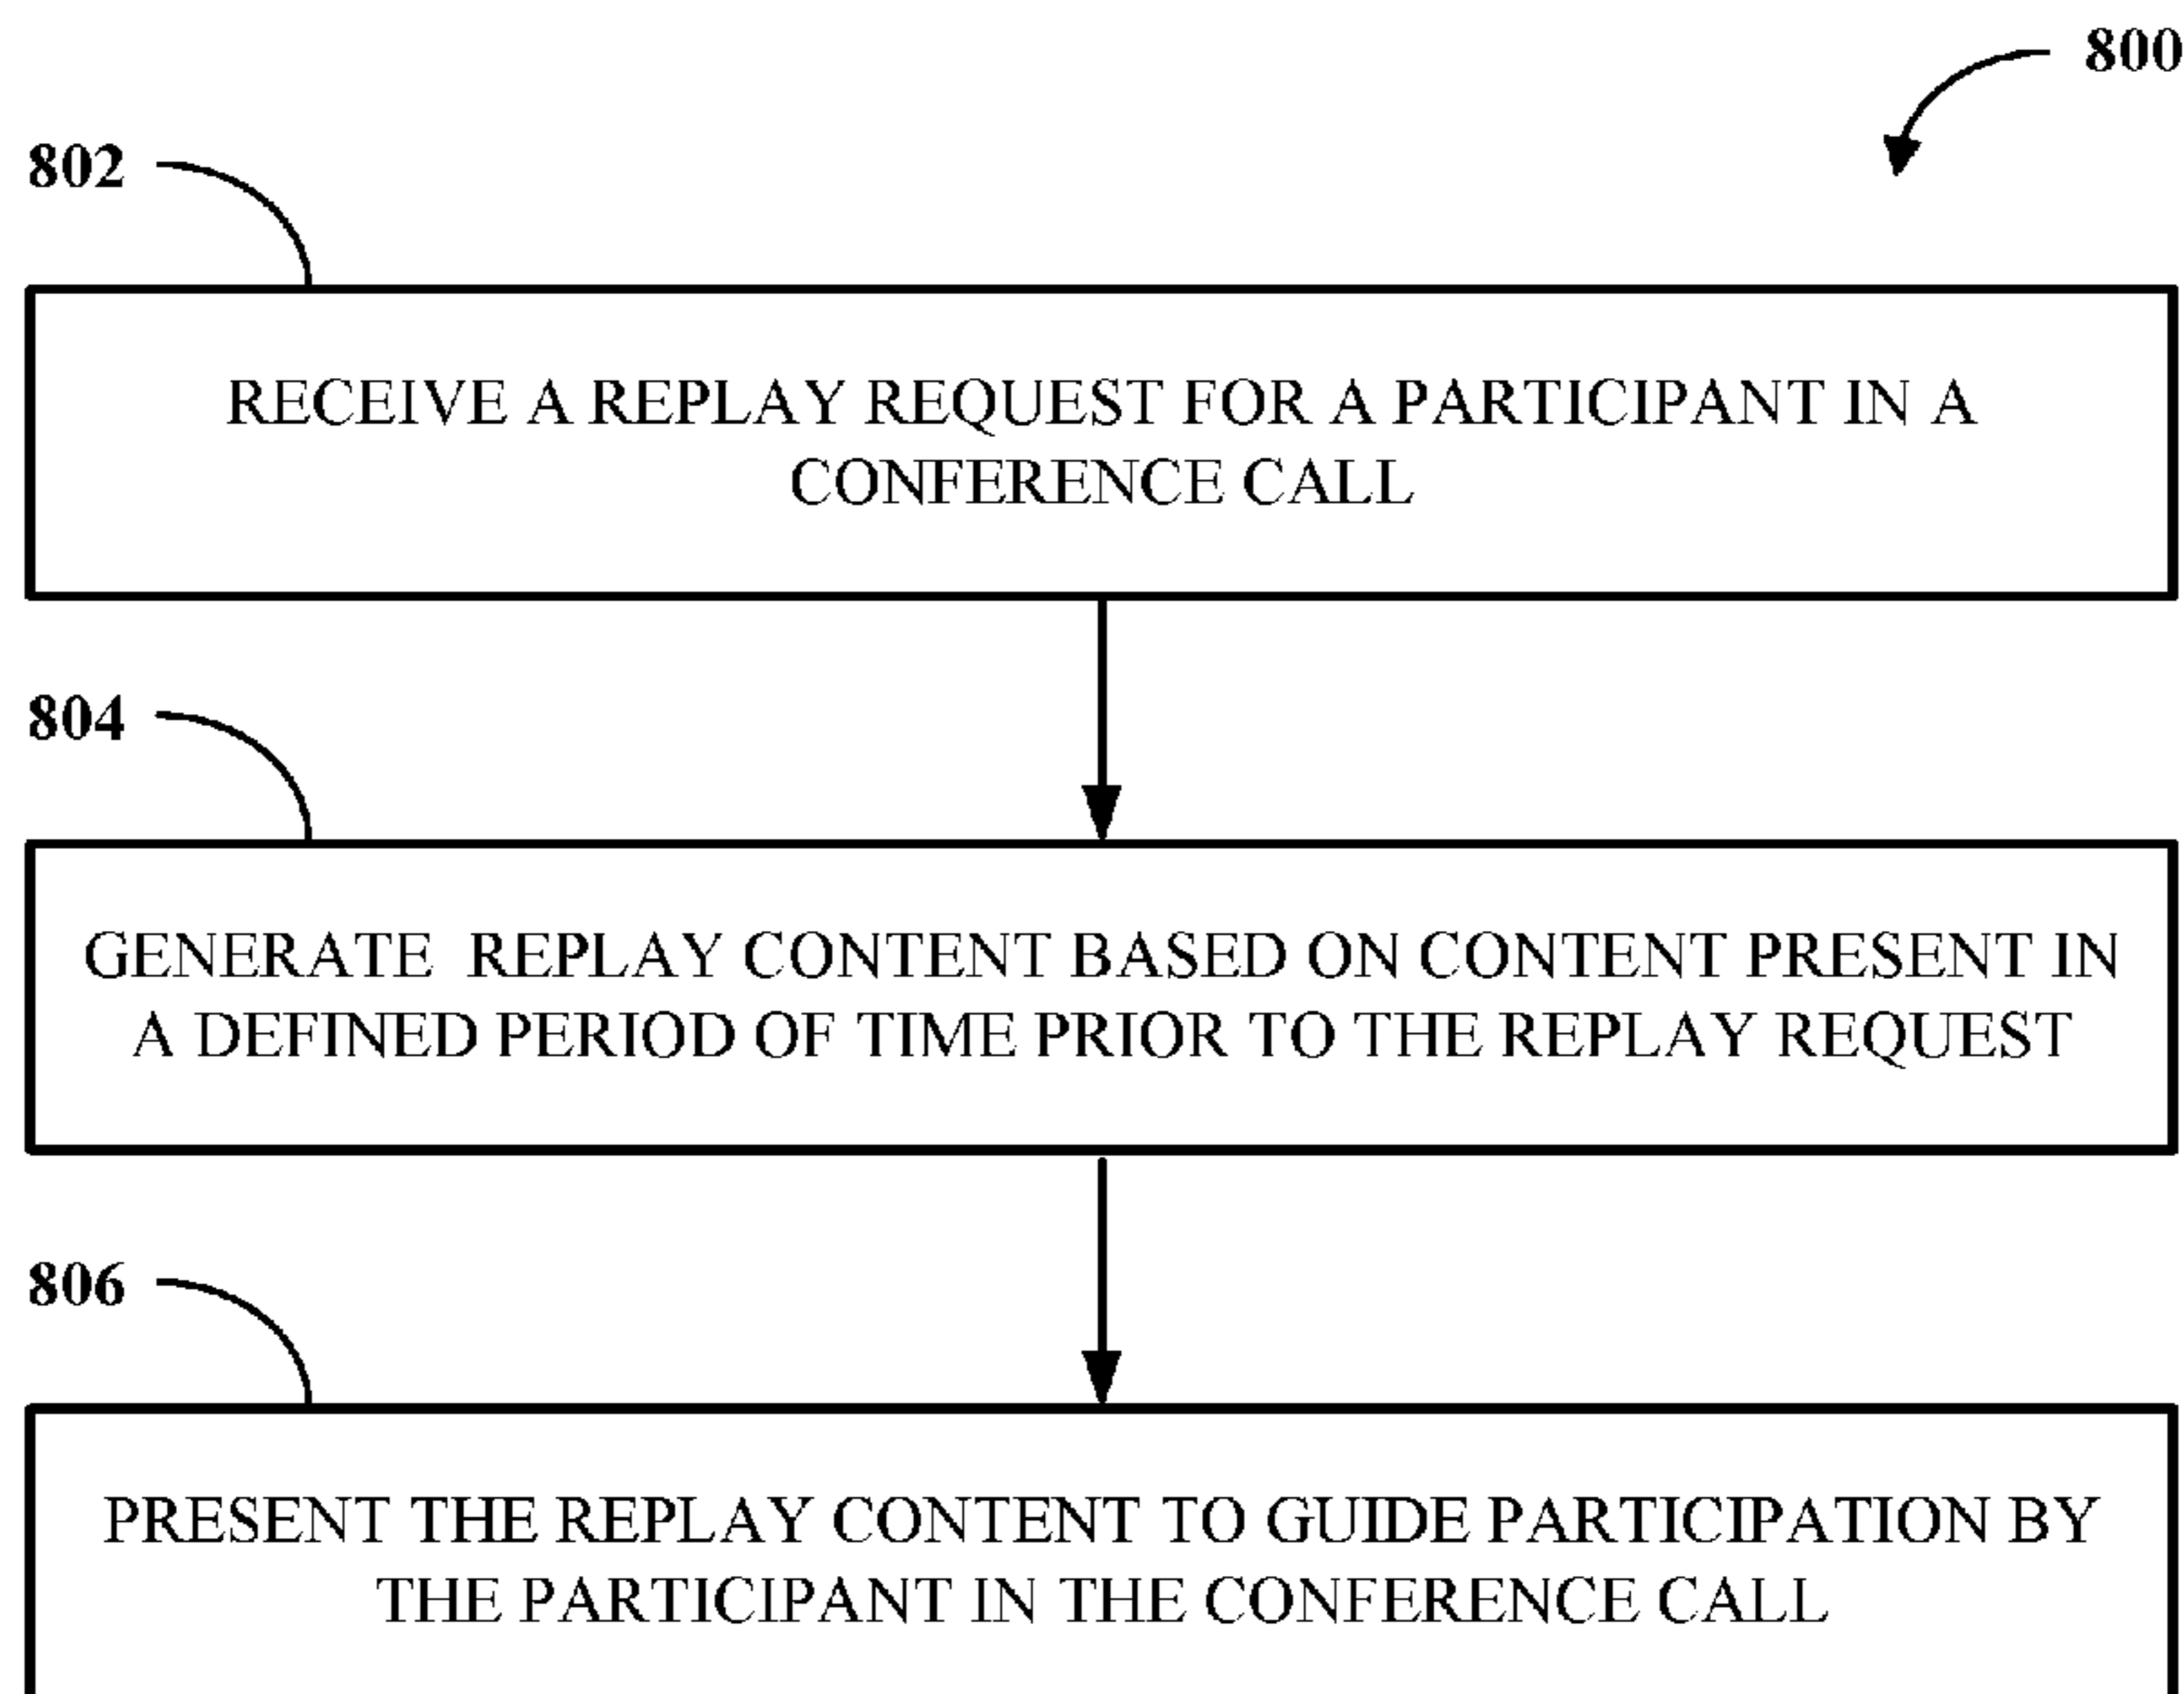 800
802
RECEIVE A REPLAY REQUEST FOR A PARTICIPANT IN A
CONFERENCE CALL
804
GENERATE REPLAY CONTENT BASED ON CONTENT PRESENT IN
A DEFINED PERIOD OF TIME PRIOR TO THE REPLAY REQUEST
806
PRESENT THE REPLAY CONTENT TO GUIDE PARTICIPATION BY
THE PARTICIPANT IN THE CONFERENCE CALL